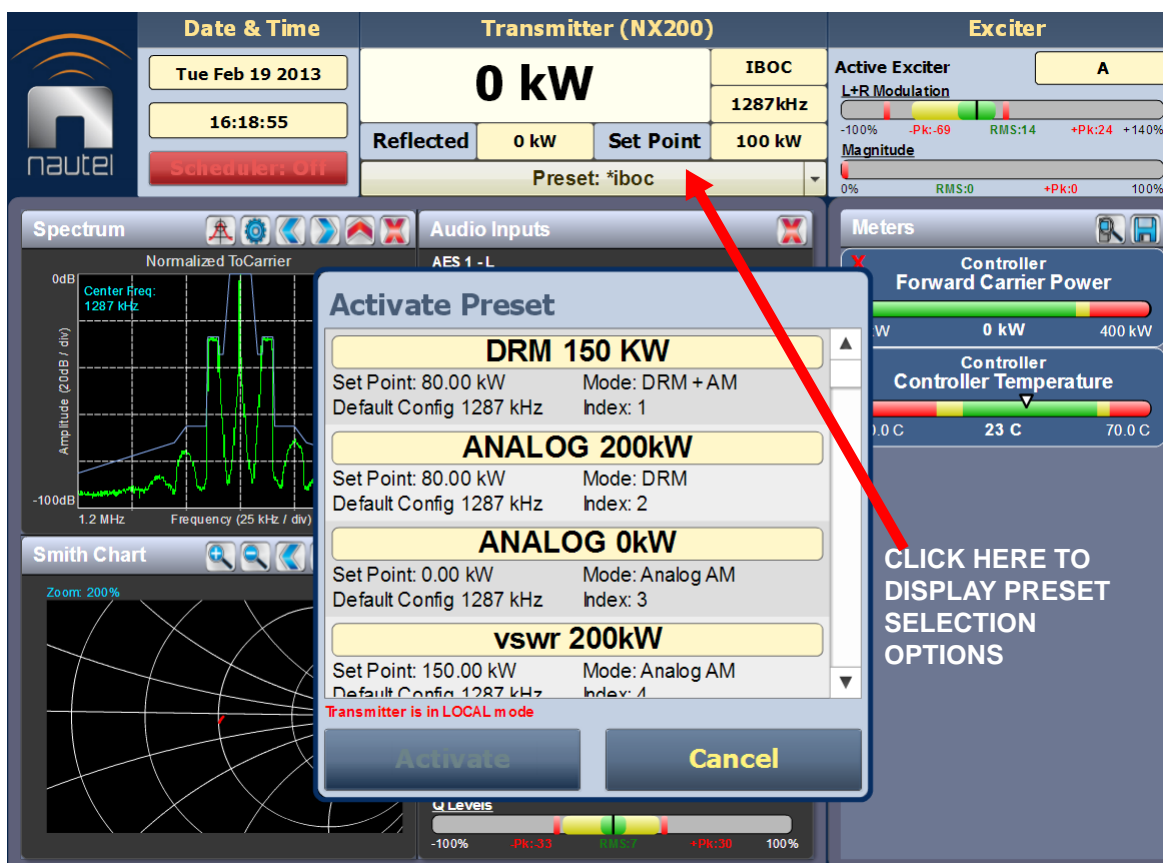 Date & Time
Transmitter (NX200)
Exciter
nautel
Tue Feb 19 2013
16:18:55
Scheduler: Off
0 kW
IBOC
1287kHz
Reflected 0 kW Set Point 100 kW
Preset: *iboc
Active Exciter A
L+R Modulation
-100% -Pk:-69 RMS:14 +Pk:24 +140%
Magnitude
0% RMS:0 +Pk:0 100%
Spectrum
Normalized ToCarrier
0dB
Center Freq:
1287 kHz
Amplitude (20dB / div)
-100dB
1.2 MHz Frequency (25 kHz / div)
Audio Inputs
AES 1 - L
Meters
X
Controller
Forward Carrier Power
W 0 kW 400 kW
Controller
Controller Temperature
0.0 C 23 C 70.0 C
Activate Preset
DRM 150 KW
Set Point: 80.00 kW Mode: DRM + AM
Default Config 1287 kHz Index: 1
ANALOG 200kW
Set Point: 80.00 kW Mode: DRM
Default Config 1287 kHz Index: 2
ANALOG 0kW
Set Point: 0.00 kW Mode: Analog AM
Default Config 1287 kHz Index: 3
vswr 200kW
Set Point: 150.00 kW Mode: Analog AM
Default Config 1287 kHz Index: 4
Transmitter is in LOCAL mode
Activate
Cancel
CLICK HERE TO
DISPLAY PRESET
SELECTION
OPTIONS
Smith Chart
Zoom: 200%
Q Levels
-100% -Pk:-33 RMS:7 +Pk:30 100%